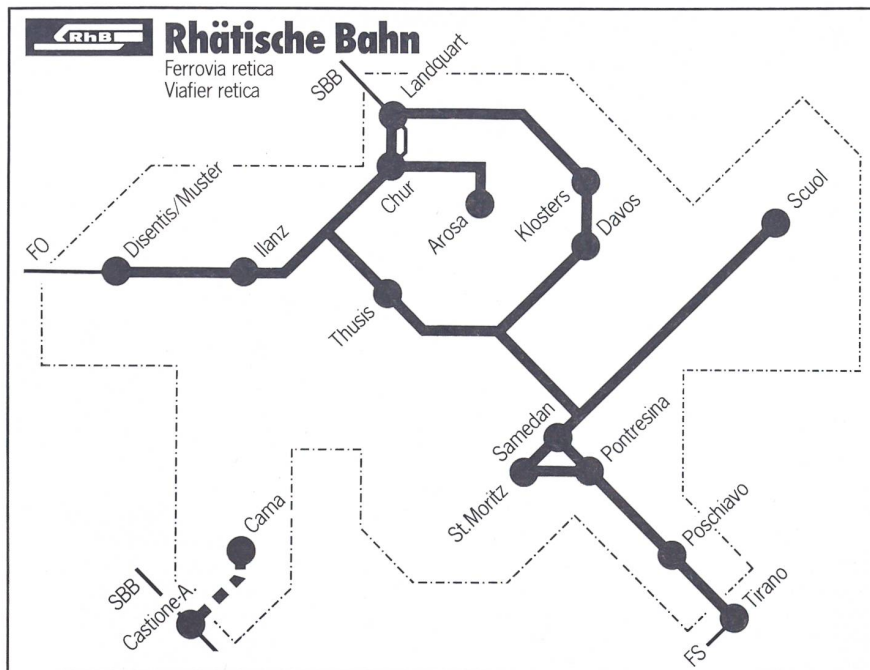 RhB
Rhätische Bahn
Ferrovia retica
Viafier retica
SBB
Landquart
Chur
Arosa
Klosters
Davos
Scuol
FO
Disentis/Muster
Ilanz
Thusis
Samedan
Pontresina
St.Moritz
Cama
SBB
Castione-A.
Poschiavo
Tirano
FS